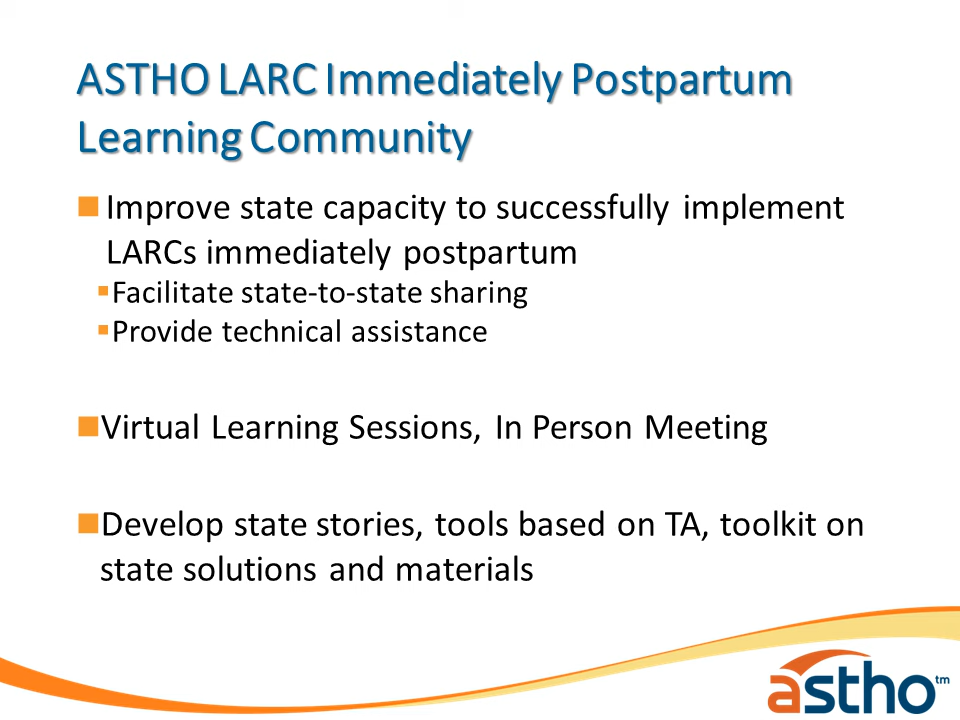 ASTHO LARC Immediately Postpartum
Learning Community
Improve state capacity to successfully implement
LARCs immediately postpartum
Facilitate state-to-state sharing
Provide technical assistance
Virtual Learning Sessions, In Person Meeting
Develop state stories, tools based on TA, toolkit on
state solutions and materials
astho tm